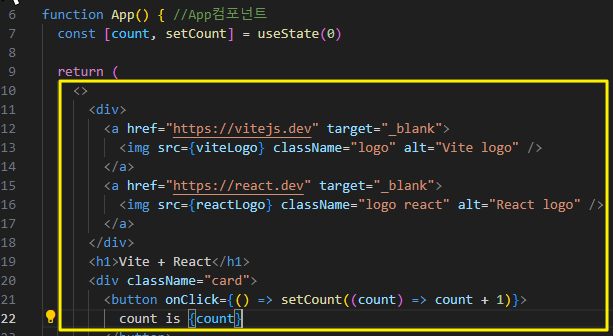 6 function App() { //App컴포넌트
7 const [count, setCount] = useState(0)
8
9 return (
10 <>
11 <div>
12 <a href="https://vitejs.dev" target="_blank">
13 <img src={viteLogo} className="logo" alt="Vite logo" />
14 </a>
15 <a href="https://react.dev" target="_blank">
16 <img src={reactLogo} className="logo react" alt="React logo" />
17 </a>
18 </div>
19 <h1>Vite + React</h1>
20 <div className="card">
21 <button onClick={() => setCount((count) => count + 1)}>
22 count is {count}
</button>